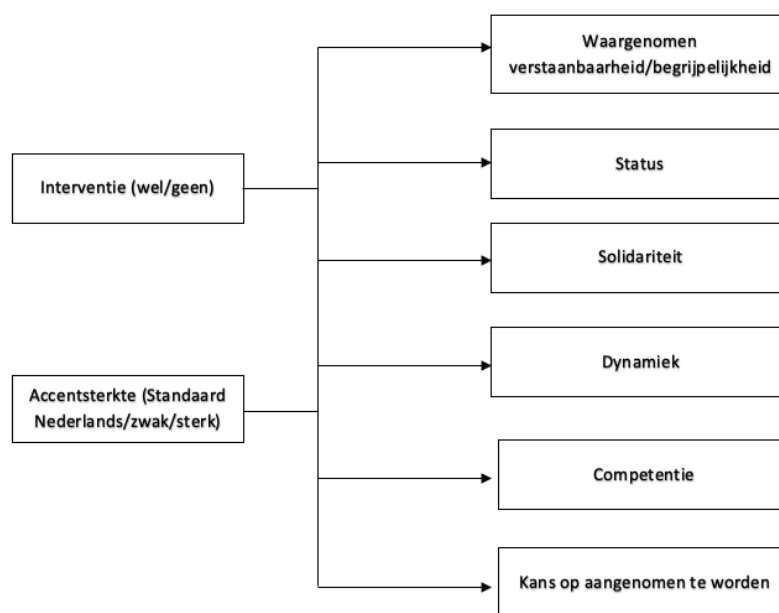 Waargenomen
verstaanbaarheid/begrijpelijkheid
Interventie (wel/geen)
Status
Solidariteit
Accentsterkte (Standaard
Nederlands/zwak/sterk)
Dynamiek
Competentie
Kans op aangenomen te worden